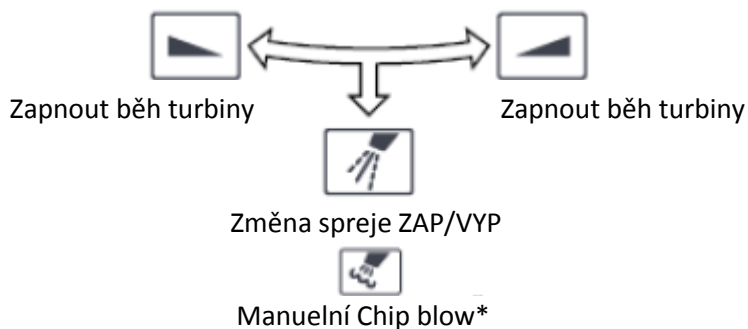 Zapnout běh turbiny Zapnout běh turbiny
Změna spreje ZAP/VYP
Manuelní Chip blow*